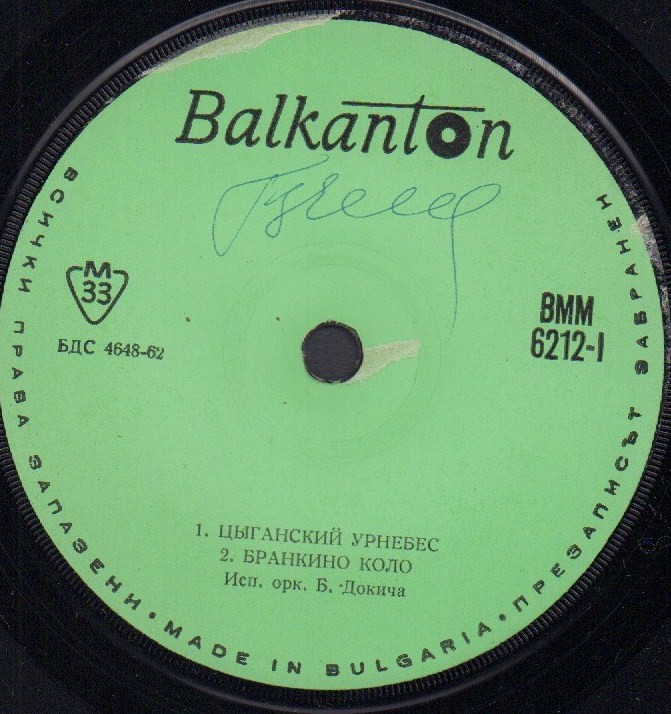 Balkanton
М
33
БДС 4648-62
ВММ
6212-I
1. ЦЫГАНСКИЙ УРНЕБЕС
2. БРАНКИНО КОЛО
Исп. орк. Б. Докича
ВСИЧКИ ПРАВА ЗАПАЗЕНИ • MADE IN BULGARIA • ПРЕЗАПИСЪТ ЗАБРАНЕН